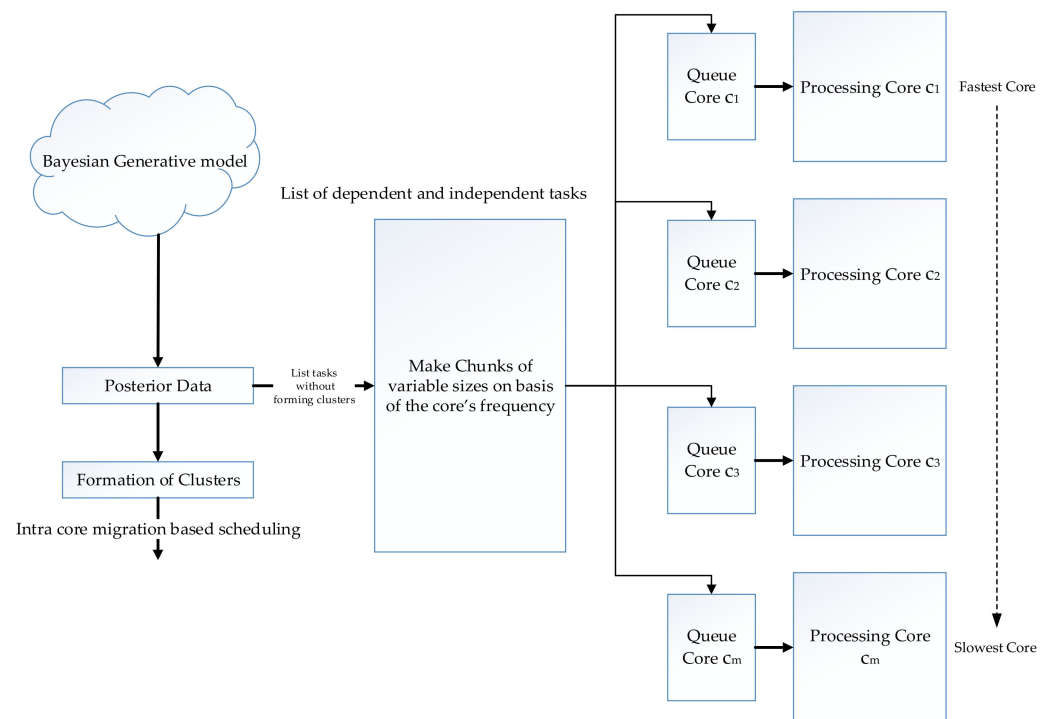 Bayesian Generative model
Posterior Data
Formation of Clusters
Intra core migration based scheduling
List tasks
without
forming clusters
List of dependent and independent tasks
Make Chunks of
variable sizes on basis
of the core's frequency
Queue
Core c1
Processing Core c1
Fastest Core
Queue
Core c2
Processing Core c2
Queue
Core c3
Processing Core c3
Queue
Core cm
Processing Core
cm
Slowest Core